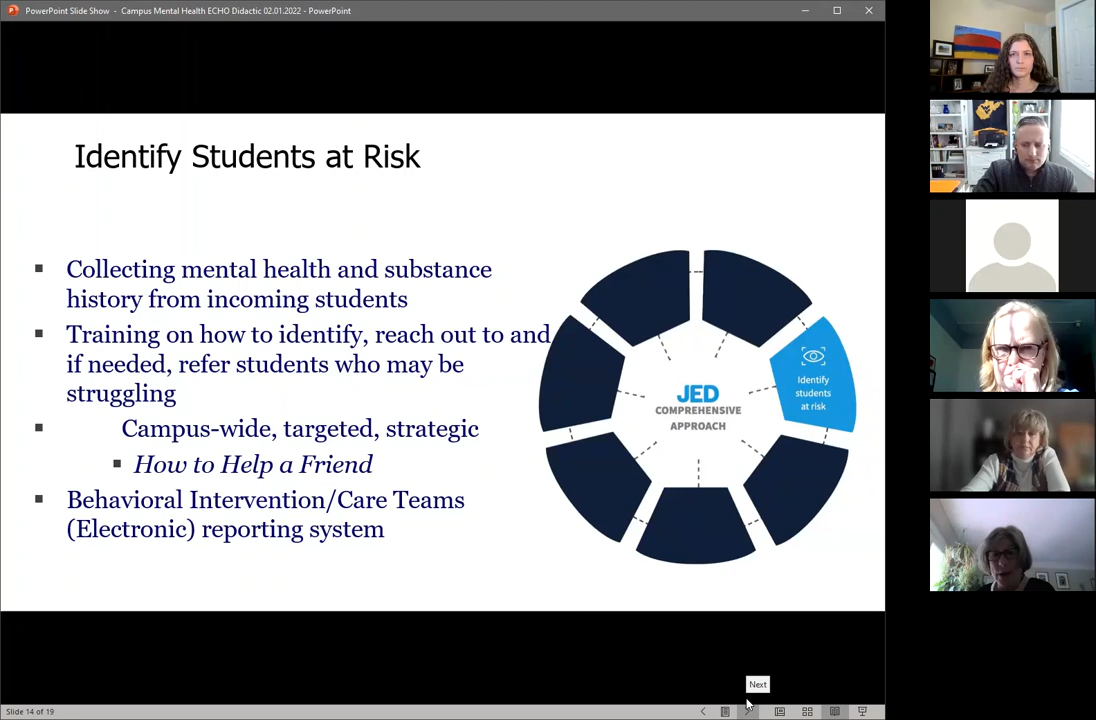 PowerPoint Slide Show - Campus Mental Health ECHO Didactic 02.01.2022 - PowerPoint
Identify Students at Risk
Collecting mental health and substance
history from incoming students
Training on how to identify, reach out to and
if needed, refer students who may be
struggling
Campus-wide, targeted, strategic
How to Help a Friend
Behavioral Intervention/Care Teams
(Electronic) reporting system
Identify
students
at risk
JED
COMPREHENSIVE
APPROACH
Next
Slide 14 of 19